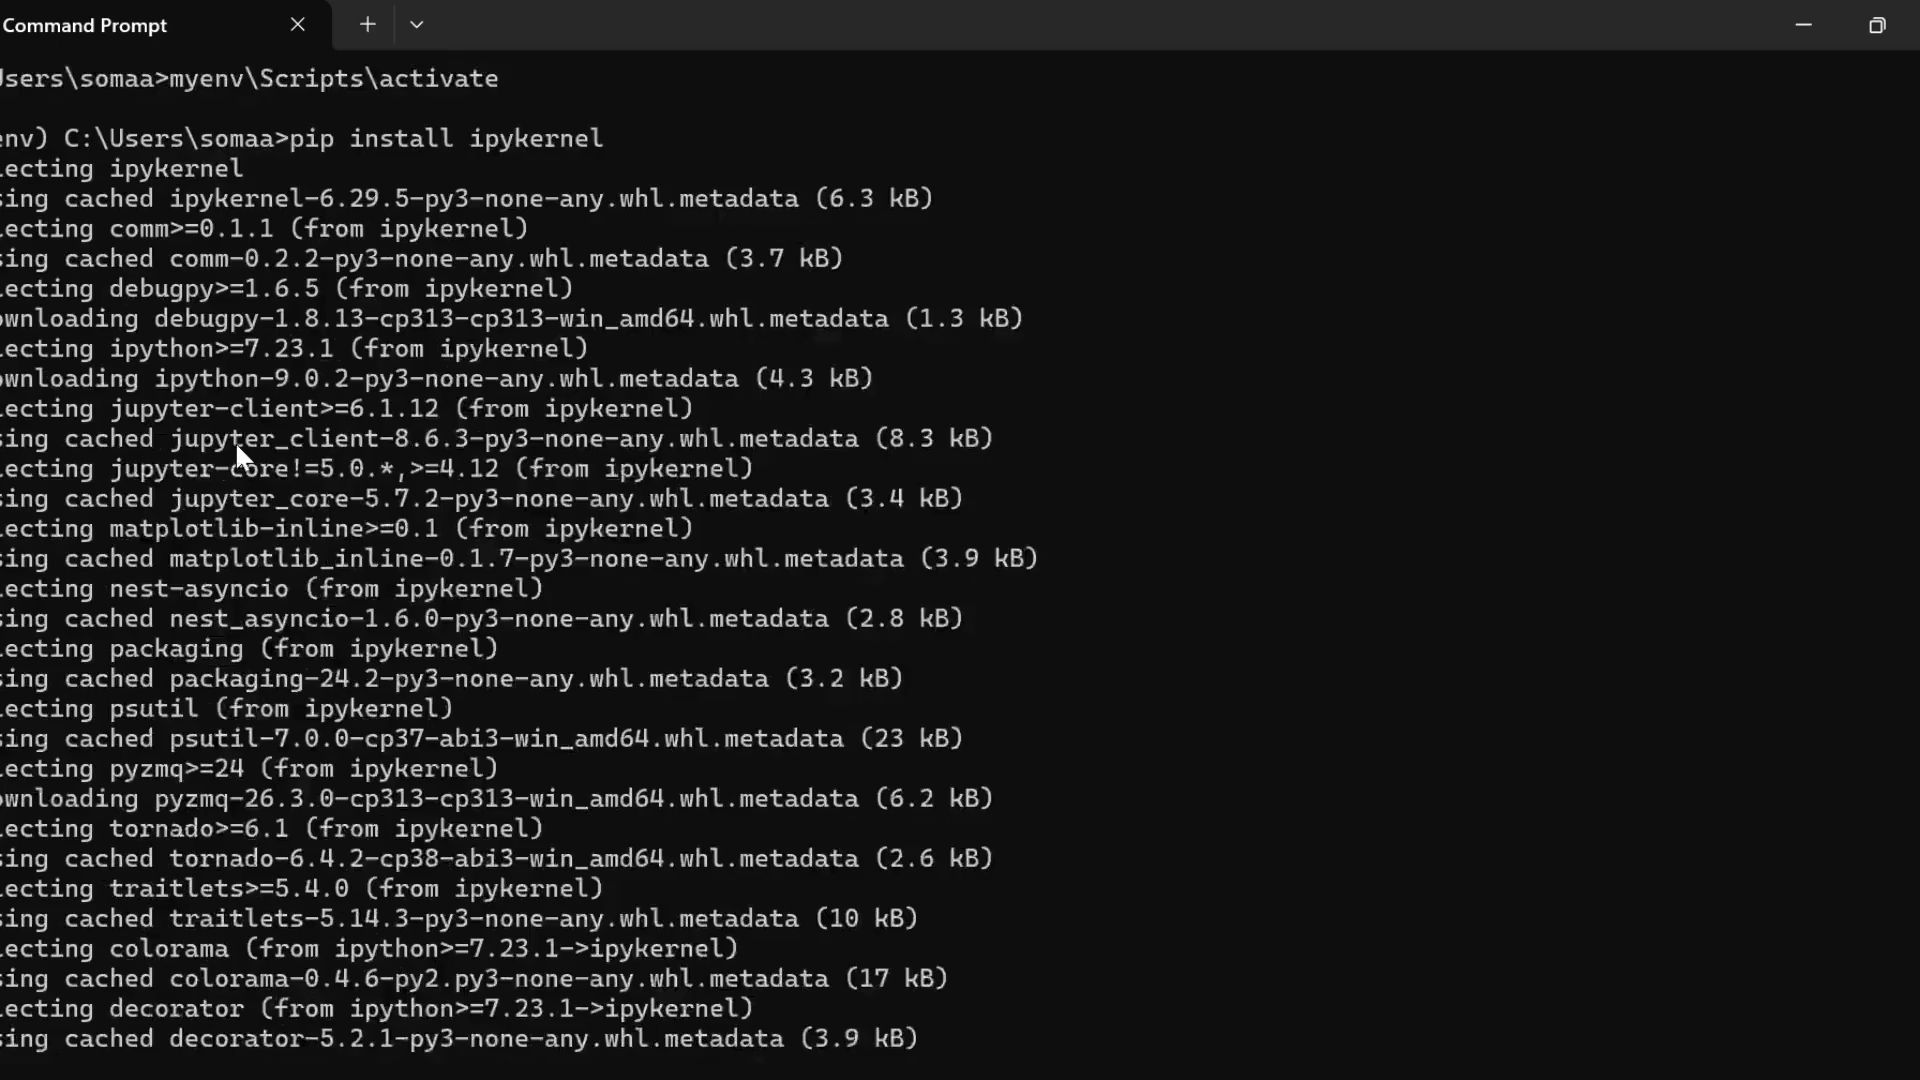 Command Prompt
sers\somaa>myenv\Scripts\activate
env) C:\Users\somaa>pip install ipykernel
lecting ipykernel
sing cached ipykernel-6.29.5-py3-none-any.whl.metadata (6.3 kB)
lecting comm>=0.1.1 (from ipykernel)
sing cached comm-0.2.2-py3-none-any.whl.metadata (3.7 kB)
lecting debugpy>=1.6.5 (from ipykernel)
ownloading debugpy-1.8.13-cp313-cp313-win_amd64.whl.metadata (1.3 kB)
lecting ipython>=7.23.1 (from ipykernel)
ownloading ipython-9.0.2-py3-none-any.whl.metadata (4.3 kB)
lecting jupyter-client>=6.1.12 (from ipykernel)
sing cached jupyter_client-8.6.3-py3-none-any.whl.metadata (8.3 kB)
lecting jupyter-core!=5.0.*,>=4.12 (from ipykernel)
sing cached jupyter_core-5.7.2-py3-none-any.whl.metadata (3.4 kB)
lecting matplotlib-inline>=0.1 (from ipykernel)
sing cached matplotlib_inline-0.1.7-py3-none-any.whl.metadata (3.9 kB)
lecting nest-asyncio (from ipykernel)
sing cached nest_asyncio-1.6.0-py3-none-any.whl.metadata (2.8 kB)
lecting packaging (from ipykernel)
sing cached packaging-24.2-py3-none-any.whl.metadata (3.2 kB)
lecting psutil (from ipykernel)
sing cached psutil-7.0.0-cp37-abi3-win_amd64.whl.metadata (23 kB)
lecting pyzmq>=24 (from ipykernel)
ownloading pyzmq-26.3.0-cp313-cp313-win_amd64.whl.metadata (6.2 kB)
lecting tornado>=6.1 (from ipykernel)
sing cached tornado-6.4.2-cp38-abi3-win_amd64.whl.metadata (2.6 kB)
lecting traitlets>=5.4.0 (from ipykernel)
sing cached traitlets-5.14.3-py3-none-any.whl.metadata (10 kB)
lecting colorama (from ipython>=7.23.1->ipykernel)
sing cached colorama-0.4.6-py2.py3-none-any.whl.metadata (17 kB)
lecting decorator (from ipython>=7.23.1->ipykernel)
sing cached decorator-5.2.1-py3-none-any.whl.metadata (3.9 kB)